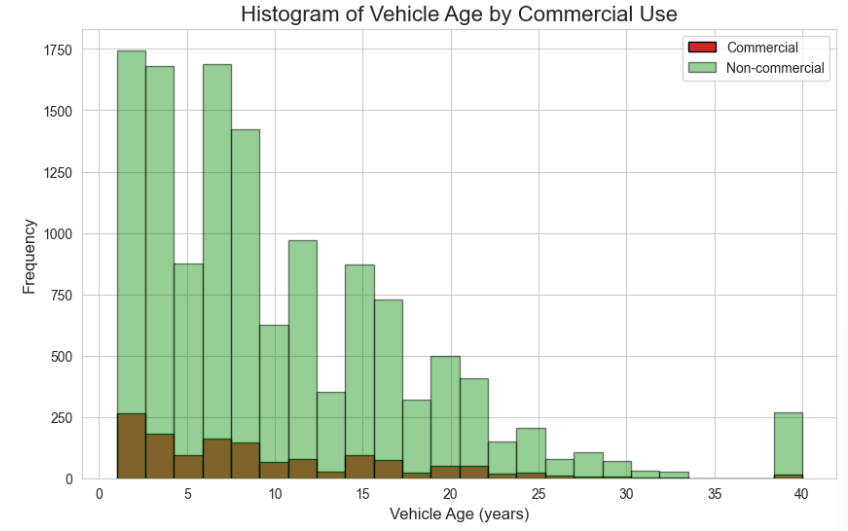 Histogram of Vehicle Age by Commercial Use
Commercial
Non-commercial
1750
1500
1250
1000
750
500
250
0
Frequency
0 5 10 15 20 25 30 35 40
Vehicle Age (years)